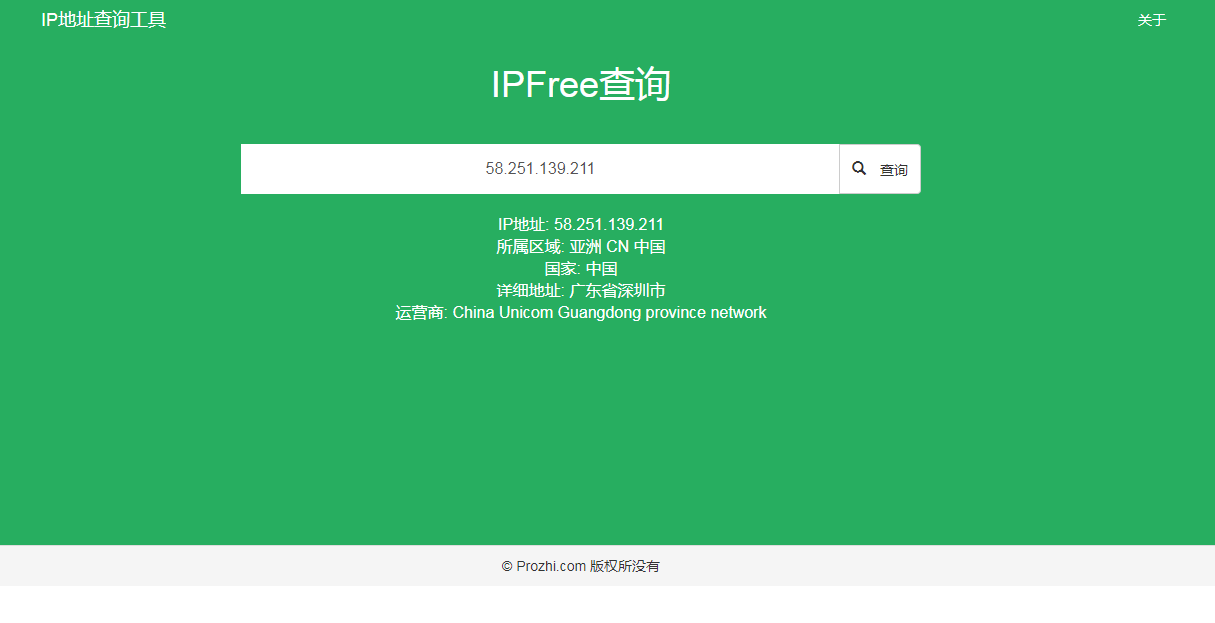 IP地址查询工具
关于
IPFree查询
58.251.139.211
查询
IP地址: 58.251.139.211
所属区域: 亚洲 CN 中国
国家: 中国
详细地址: 广东省深圳市
运营商: China Unicom Guangdong province network
© Prozhi.com 版权所没有